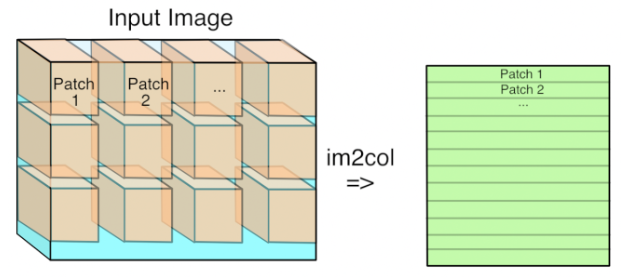 Input Image
Patch
1
Patch
2
...
im2col
=>
Patch 1
Patch 2
...